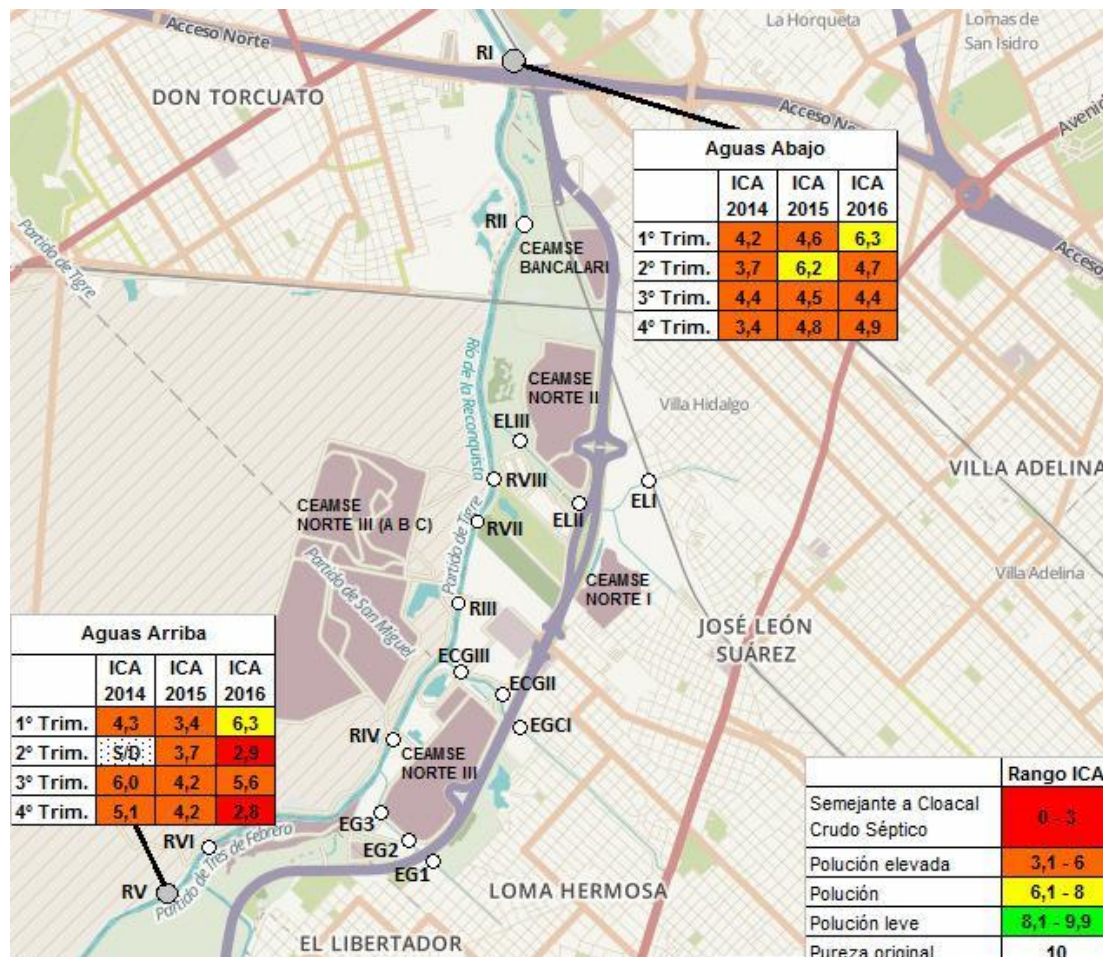 La Horqueta
Lomas de
San Isidro
Acceso Norte
RI
DON TORCUATO
Acceso No
Avenid
Aguas Abajo
ICA 2014 ICA 2015 ICA 2016
1º Trim. 4,2 4,6 6,3
2º Trim. 3,7 6,2 4,7
3º Trim. 4,4 4,5 4,4
4º Trim. 3,4 4,8 4,9
Acceso
Partido de Tigre
RII
CEAMSE
BANCALARI
Río de la Reconquista
CEAMSE
NORTE II
Villa Hidalgo
ELIII
VILLA ADELINA
RVIII
ELI
ELII
CEAMSE
NORTE III (A B C)
RVII
Partido de Tigre
Partido de San Miguel
CEAMSE
NORTE I
Villa Adelina
RIII
JOSÉ LEÓN
SUÁREZ
ECGIII
ECGII
EGCI
RIV
CEAMSE
NORTE III
Aguas Arriba
ICA 2014 ICA 2015 ICA 2016
1º Trim. 4,3 3,4 6,3
2º Trim. S/D 3,7 2,9
3º Trim. 6,0 4,2 5,6
4º Trim. 5,1 4,2 2,8
EG3
EG2
EG1
RVI
RV
Partido de Tres de Febrero
LOMA HERMOSA
EL LIBERTADOR
Rango ICA
Semejante a Cloacal
Crudo Séptico 0 - 3
Polución elevada 3,1 - 6
Polución 6,1 - 8
Polución leve 8,1 - 9,9
Pureza original 10